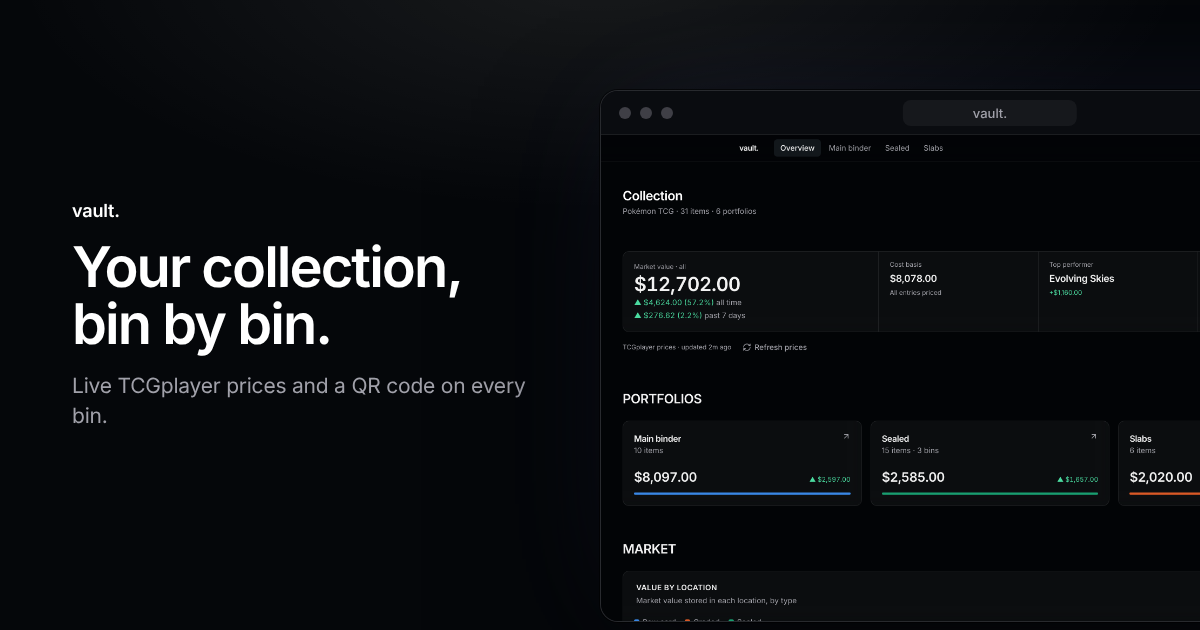 vault.
Your collection,
bin by bin.
Live TCGplayer prices and a QR code on every
bin.
vault.
vault. Overview Main binder Sealed Slabs
Collection
Pokémon TCG · 31 items · 6 portfolios
Market value · all
$12,702.00
▲ $4,624.00 (57.2%) all time
▲ $276.62 (2.2%) past 7 days
Cost basis
$8,078.00
All entries priced
Top performer
Evolving Skies
+$1,160.00
TCGplayer prices · updated 2m ago Refresh prices
PORTFOLIOS
Main binder
10 items
$8,097.00 ▲ $2,597.00
Sealed
15 items · 3 bins
$2,585.00 ▲ $1,657.00
Slabs
6 items
$2,020.00
MARKET
VALUE BY LOCATION
Market value stored in each location, by type